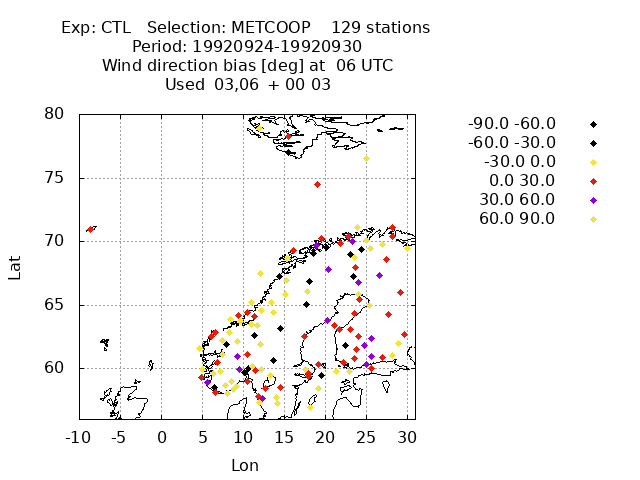 Exp: CTL   Selection: METCOOP    129 stations
Period: 19920924-19920930
Wind direction bias [deg] at  06 UTC
Used  03,06  + 00 03
-90.0 -60.0
-60.0 -30.0
-30.0 0.0
0.0 30.0
30.0 60.0
60.0 90.0
80
75
70
65
60
Lat
-10 -5 0 5 10 15 20 25 30
Lon